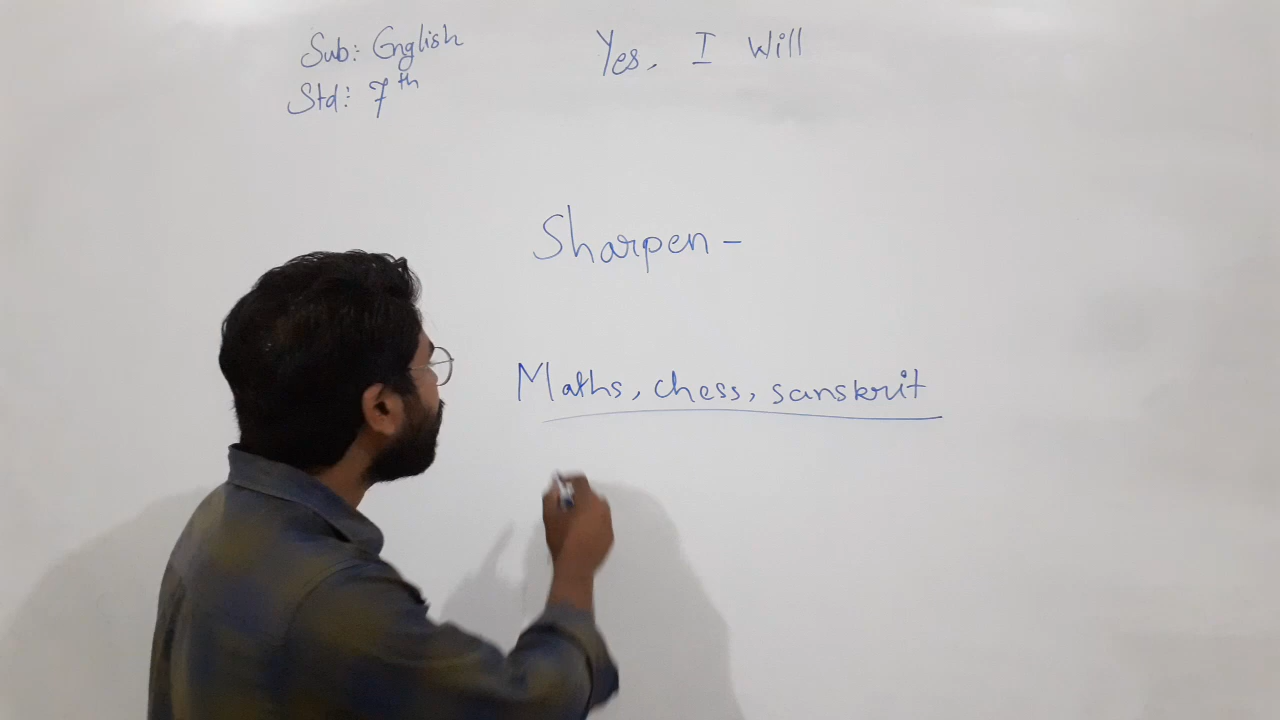 Sub: English
Std: 7th
Yes, I Will
Sharpen -
Maths, chess, sanskrit